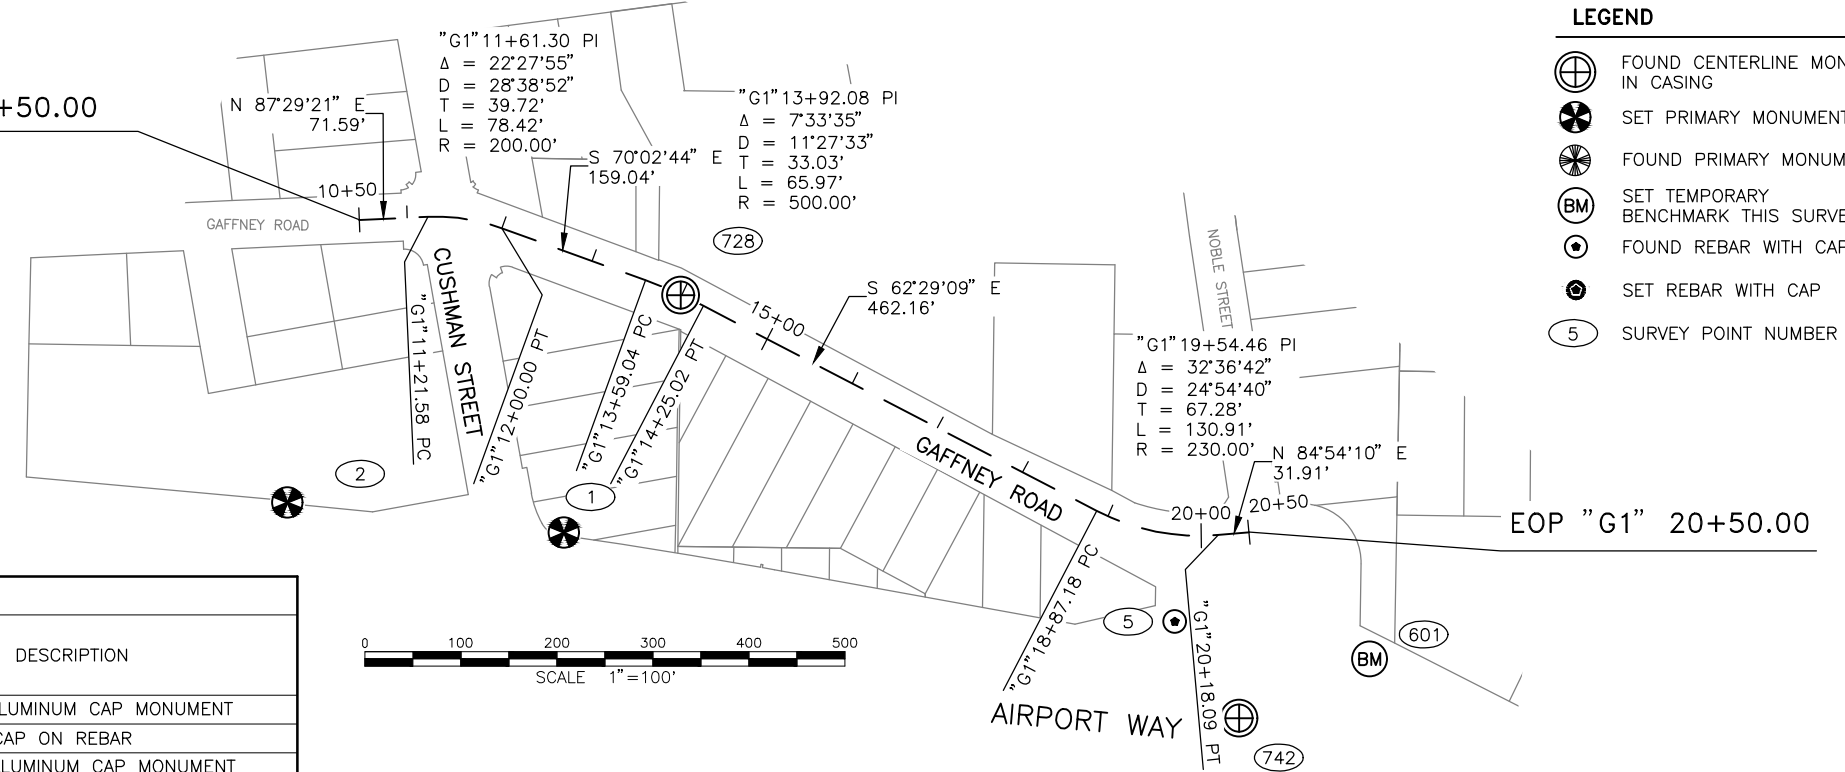 +50.00
N 87°29'21" E
71.59'
10+50
GAFFNEY ROAD
"G1"11+61.30 PI
Δ = 22°27'55"
D = 28°38'52"
T = 39.72'
L = 78.42'
R = 200.00'
S 70°02'44" E
159.04'
"G1"13+92.08 PI
Δ = 7°33'35"
D = 11°27'33"
T = 33.03'
L = 65.97'
R = 500.00'
728
CUSHMAN STREET
"G1"11+21.58 PC
"G1"12+00.00 PT
"G1"13+59.04 PC
"G1"14+25.02 PT
15+00
S 62°29'09" E
462.16'
NOBLE STREET
"G1"19+54.46 PI
Δ = 32°36'42"
D = 24°54'40"
T = 67.28'
L = 130.91'
R = 230.00'
N 84°54'10" E
31.91'
GAFFNEY ROAD
20+00
20+50
EOP "G1" 20+50.00
2
1
"G1"18+87.18 PC
5
"G1"20+18.09 PT
601
BM
AIRPORT WAY
742
0 100 200 300 400 500
SCALE 1"=100'
LEGEND
FOUND CENTERLINE MON
IN CASING
SET PRIMARY MONUMENT
FOUND PRIMARY MONUM
BM
SET TEMPORARY
BENCHMARK THIS SURVE
FOUND REBAR WITH CAP
SET REBAR WITH CAP
5
SURVEY POINT NUMBER
DESCRIPTION
LUMINUM CAP MONUMENT
CAP ON REBAR
LUMINUM CAP MONUMENT